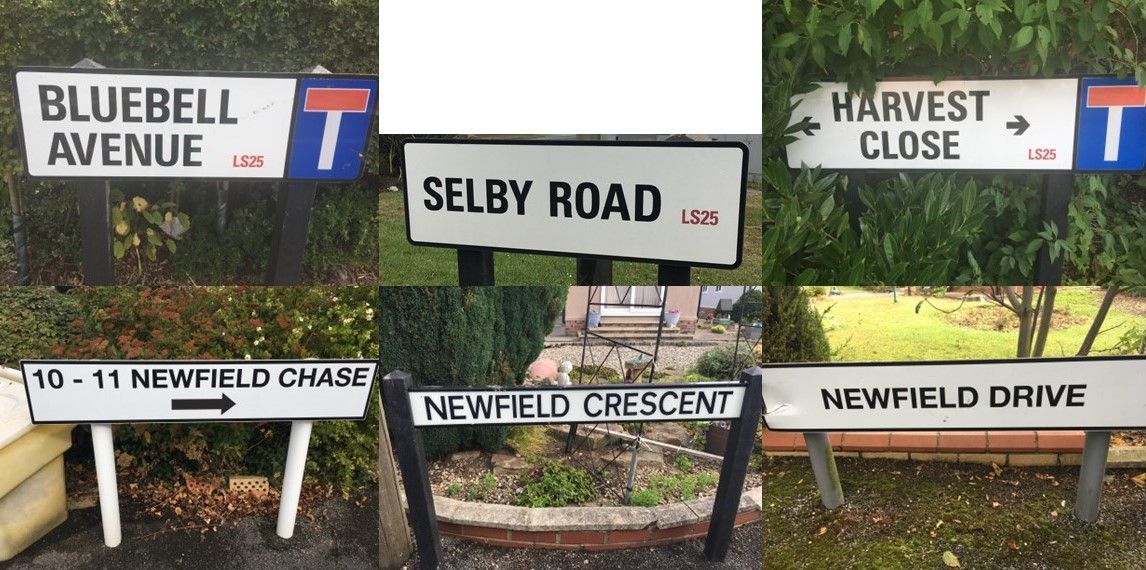 BLUEBELL
AVENUE LS25
SELBY ROAD LS25
HARVEST
CLOSE LS25
10 - 11 NEWFIELD CHASE
NEWFIELD CRESCENT
NEWFIELD DRIVE